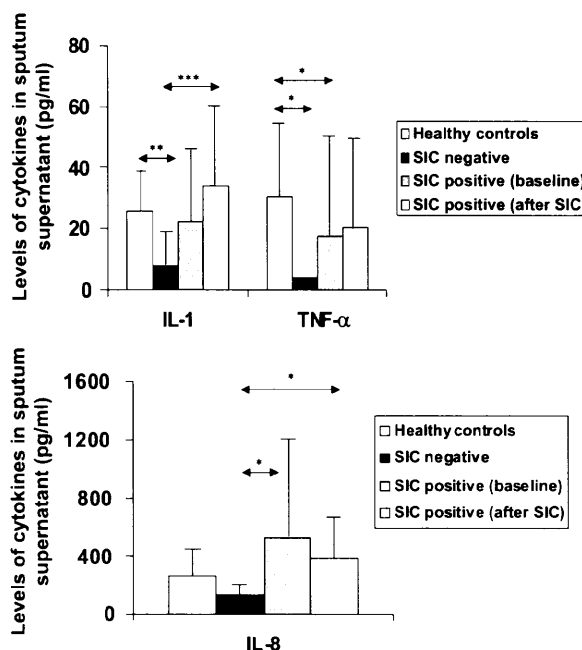 Levels of cytokines in sputum
supernatant (pg/ml)
80
60
40
20
0
***
**
*
*
IL-1
TNF-α
Healthy controls
SIC negative
SIC positive (baseline)
SIC positive (after SIC)
Levels of cytokines in sputum
supernatant (pg/ml)
1600
1200
800
400
0
*
*
IL-8
Healthy controls
SIC negative
SIC positive (baseline)
SIC positive (after SIC)